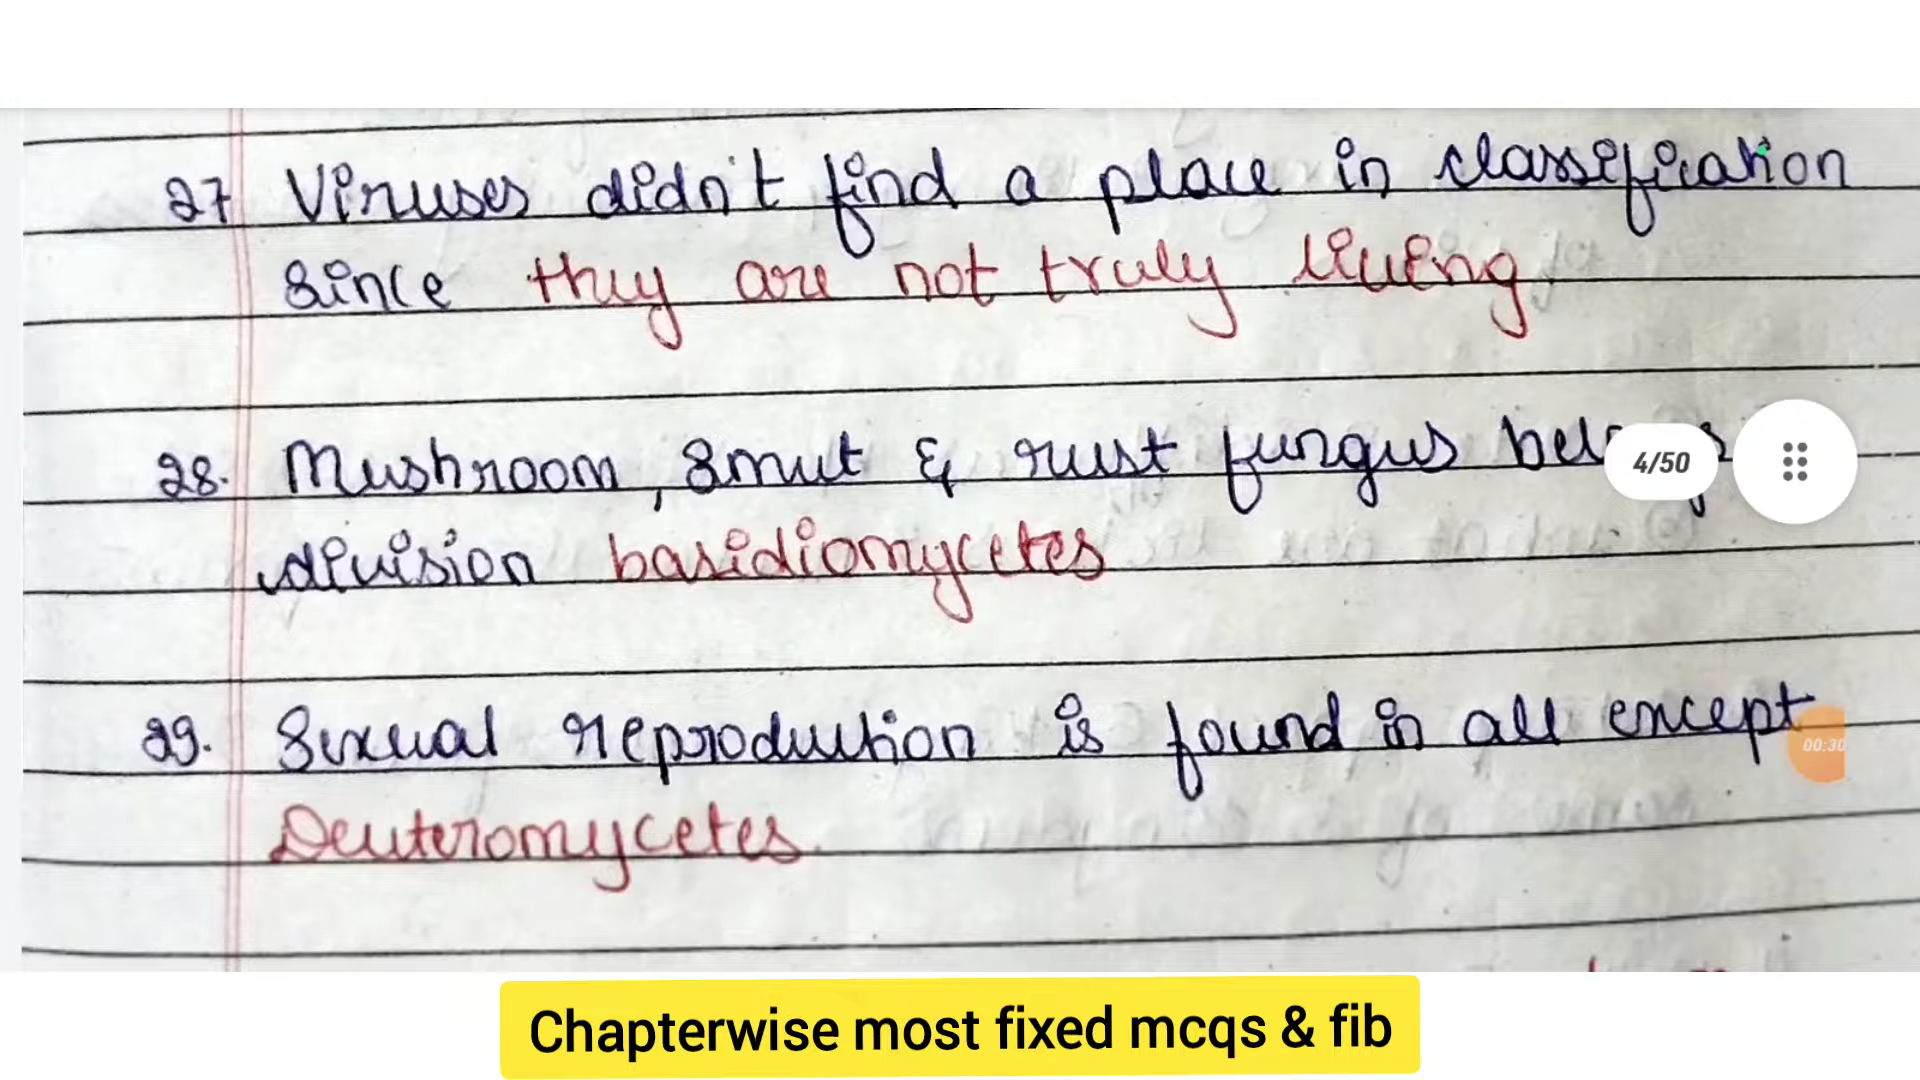 27 Viruses didn't find a place in classification
since they are not truly living
28. Mushroom, smut & rust fungus
4/50
division basidiomycetes
29. Sexual reproduction is found in all except
00:30
Deuteromycetes
Chapterwise most fixed mcqs & fib